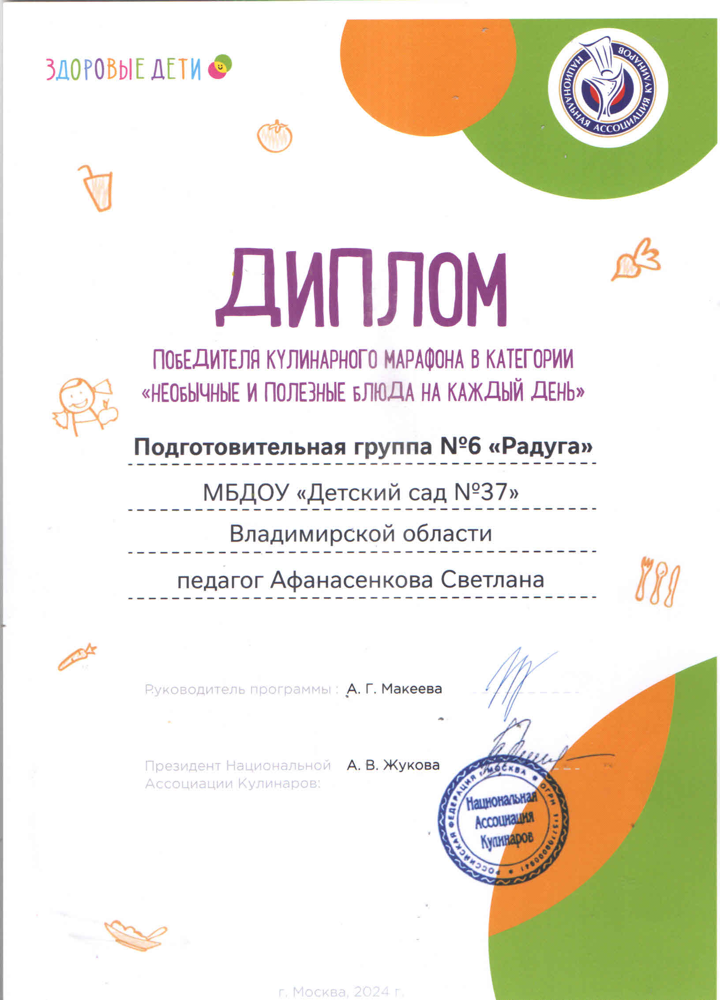 ЗДОРОВЫЕ ДЕТИ
НАЦИОНАЛЬНАЯ АССОЦИАЦИЯ КУЛИНАРОВ
ДИПЛОМ
ПОБЕДИТЕЛЯ КУЛИНАРНОГО МАРАФОНА В КАТЕГОРИИ
«НЕОБЫЧНЫЕ И ПОЛЕЗНЫЕ БЛЮДА НА КАЖДЫЙ ДЕНЬ»
Подготовительная группа №6 «Радуга»
МБДОУ «Детский сад №37»
Владимирской области
педагог Афанасенкова Светлана
Руководитель программы : А. Г. Макеева
Президент Национальной А. В. Жукова
Ассоциации Кулинаров:
РОССИЙСКАЯ ФЕДЕРАЦИЯ г. МОСКВА * ОГРН
Национальная
Ассоциация
Кулинаров
г. Москва, 2024 г.